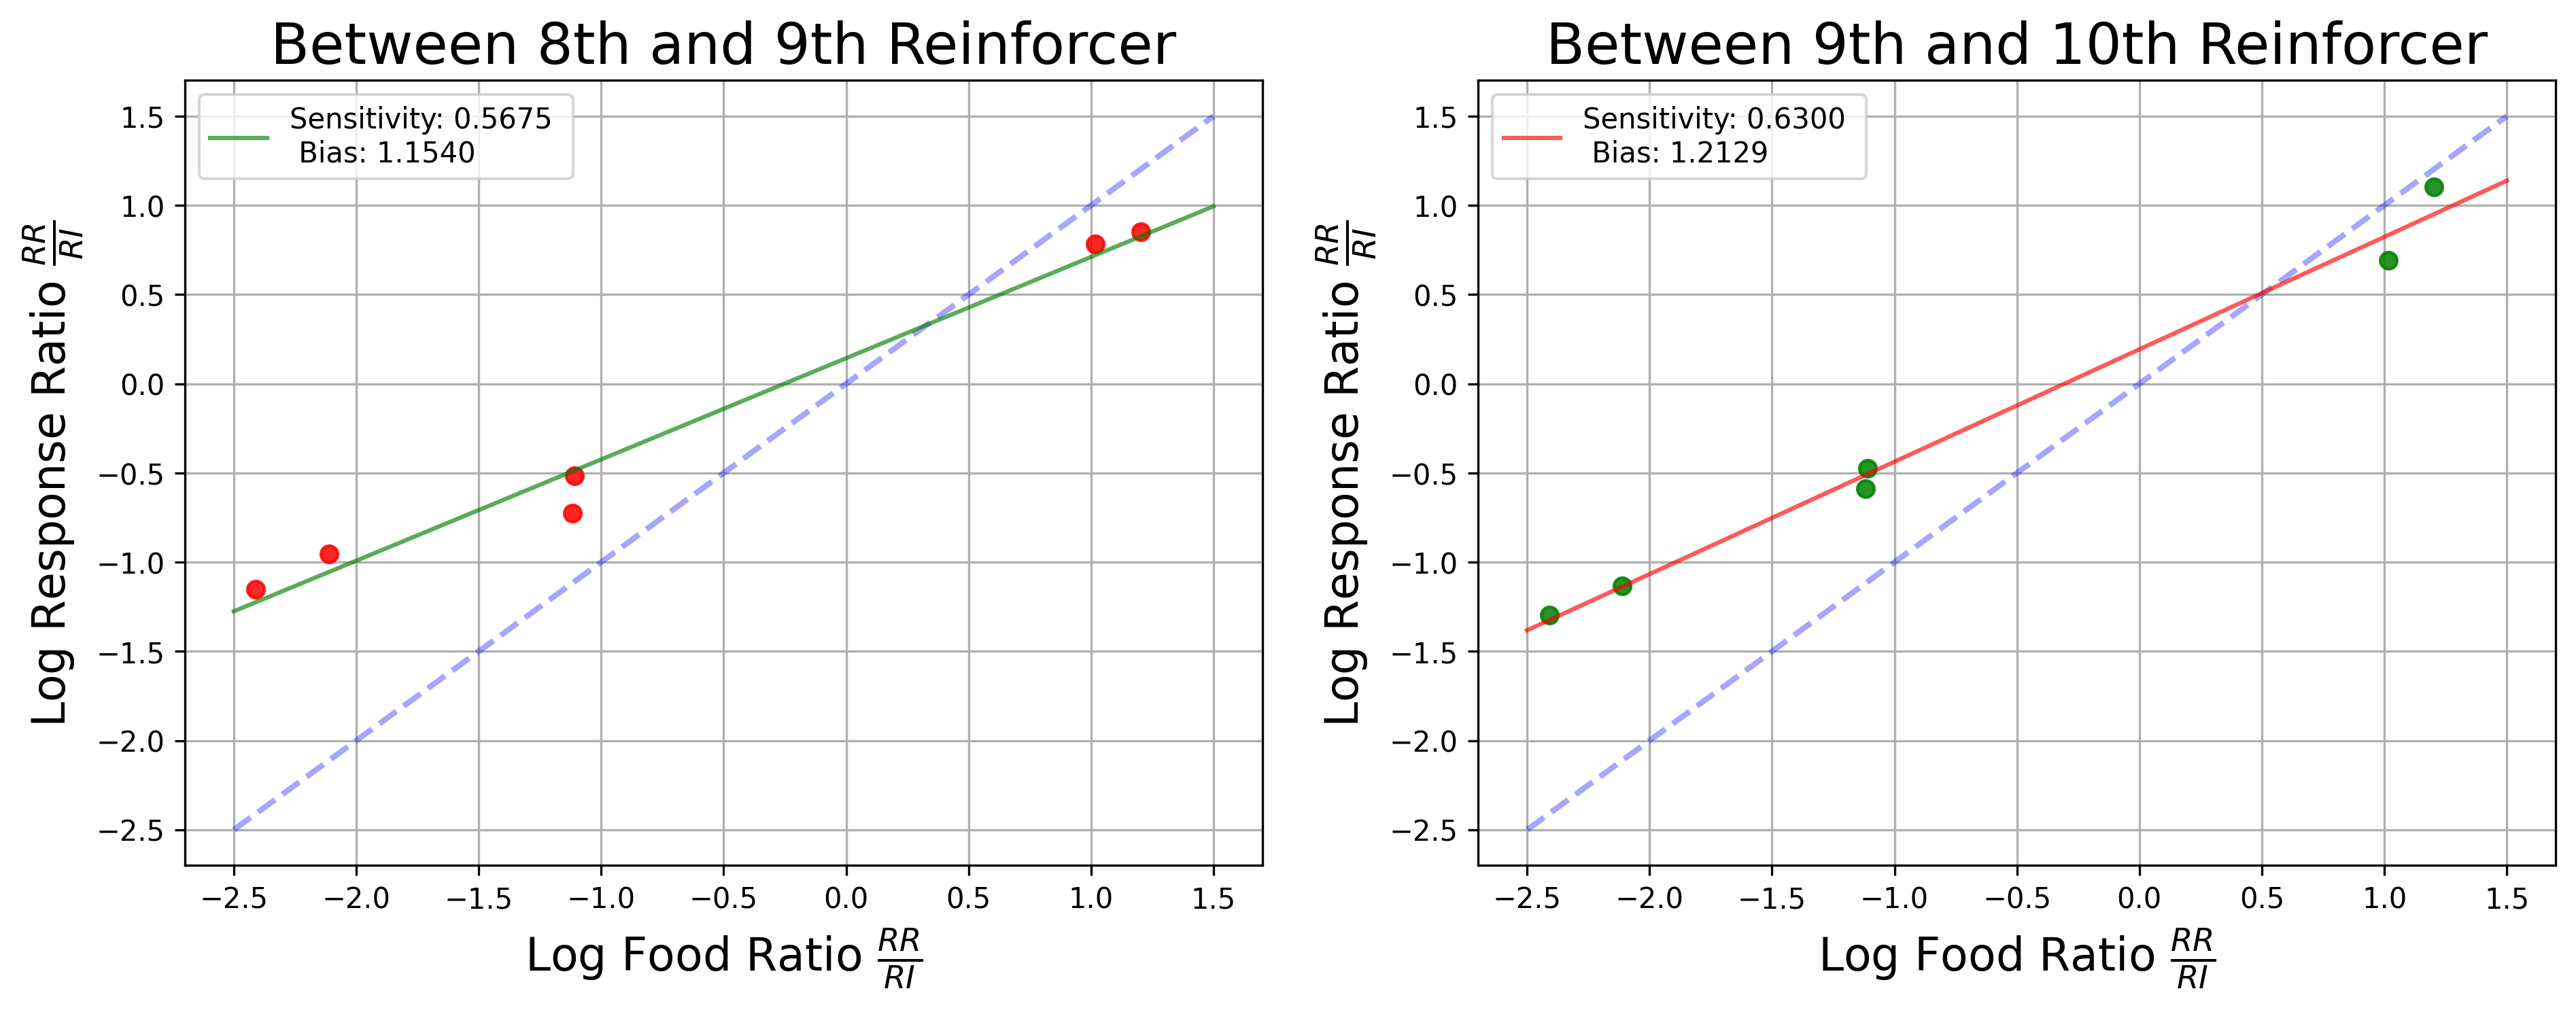 Between 8th and 9th Reinforcer
Sensitivity: 0.5675
Bias: 1.1540
Log Response Ratio RR/RI
1.5
1.0
0.5
0.0
−0.5
−1.0
−1.5
−2.0
−2.5
−2.5 −2.0 −1.5 −1.0 −0.5 0.0 0.5 1.0 1.5
Log Food Ratio RR/RI
Between 9th and 10th Reinforcer
Sensitivity: 0.6300
Bias: 1.2129
Log Response Ratio RR/RI
1.5
1.0
0.5
0.0
−0.5
−1.0
−1.5
−2.0
−2.5
−2.5 −2.0 −1.5 −1.0 −0.5 0.0 0.5 1.0 1.5
Log Food Ratio RR/RI